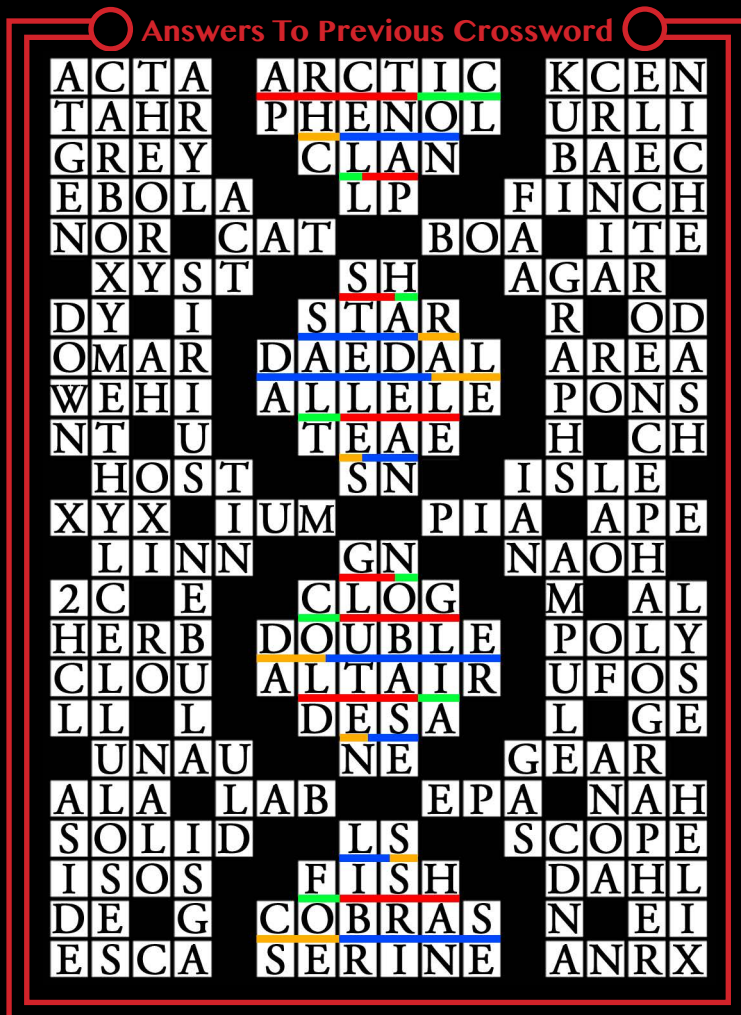 Answers To Previous Crossword
ACTA ARCTIC KCEN
TAHR PHENOL URLI
GREY CLAN BAEC
EBOLA LP FINCH
NOR CAT BOA ITE
XYST SH AGAR
DY I STAR R OD
OMAR DAEDAL AREA
WEHI ALLELE PONS
NT U TEAE H CH
HOST SN ISLE
XYX IUM PIA APE
LINN GN NAOH
2C E CLOG M AL
HERB DOUBLE POLY
CLOU ALTAIR UFOS
LL L DESA L GE
UNAU NE GEAR
ALA LAB EPA NAH
SOLID LS SCOPE
ISOS FISH DAHL
DE G COBRAS N EI
ESCA SERINE ANRX